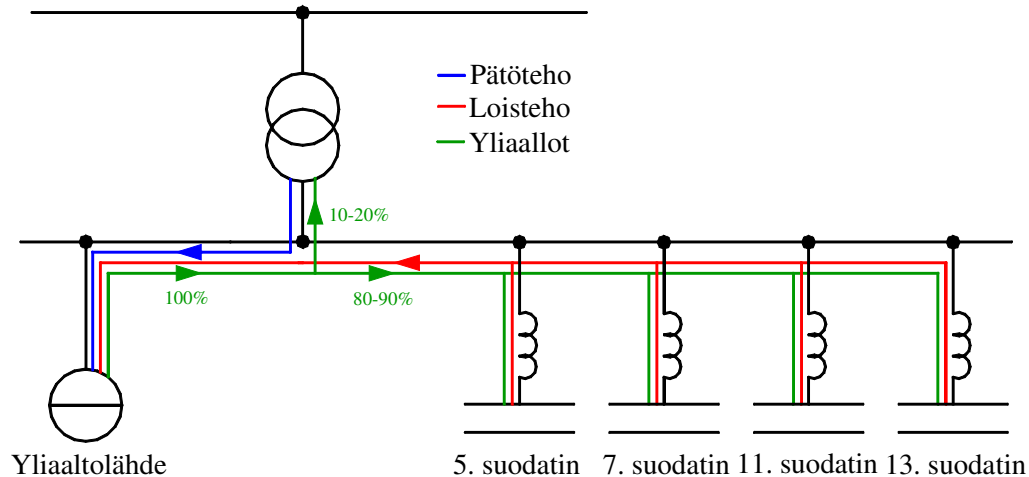 Pätöteho
Loisteho
Yliaallot
10-20%
100%
80-90%
Yliaaltolähde
5. suodatin
7. suodatin
11. suodatin
13. suodatin